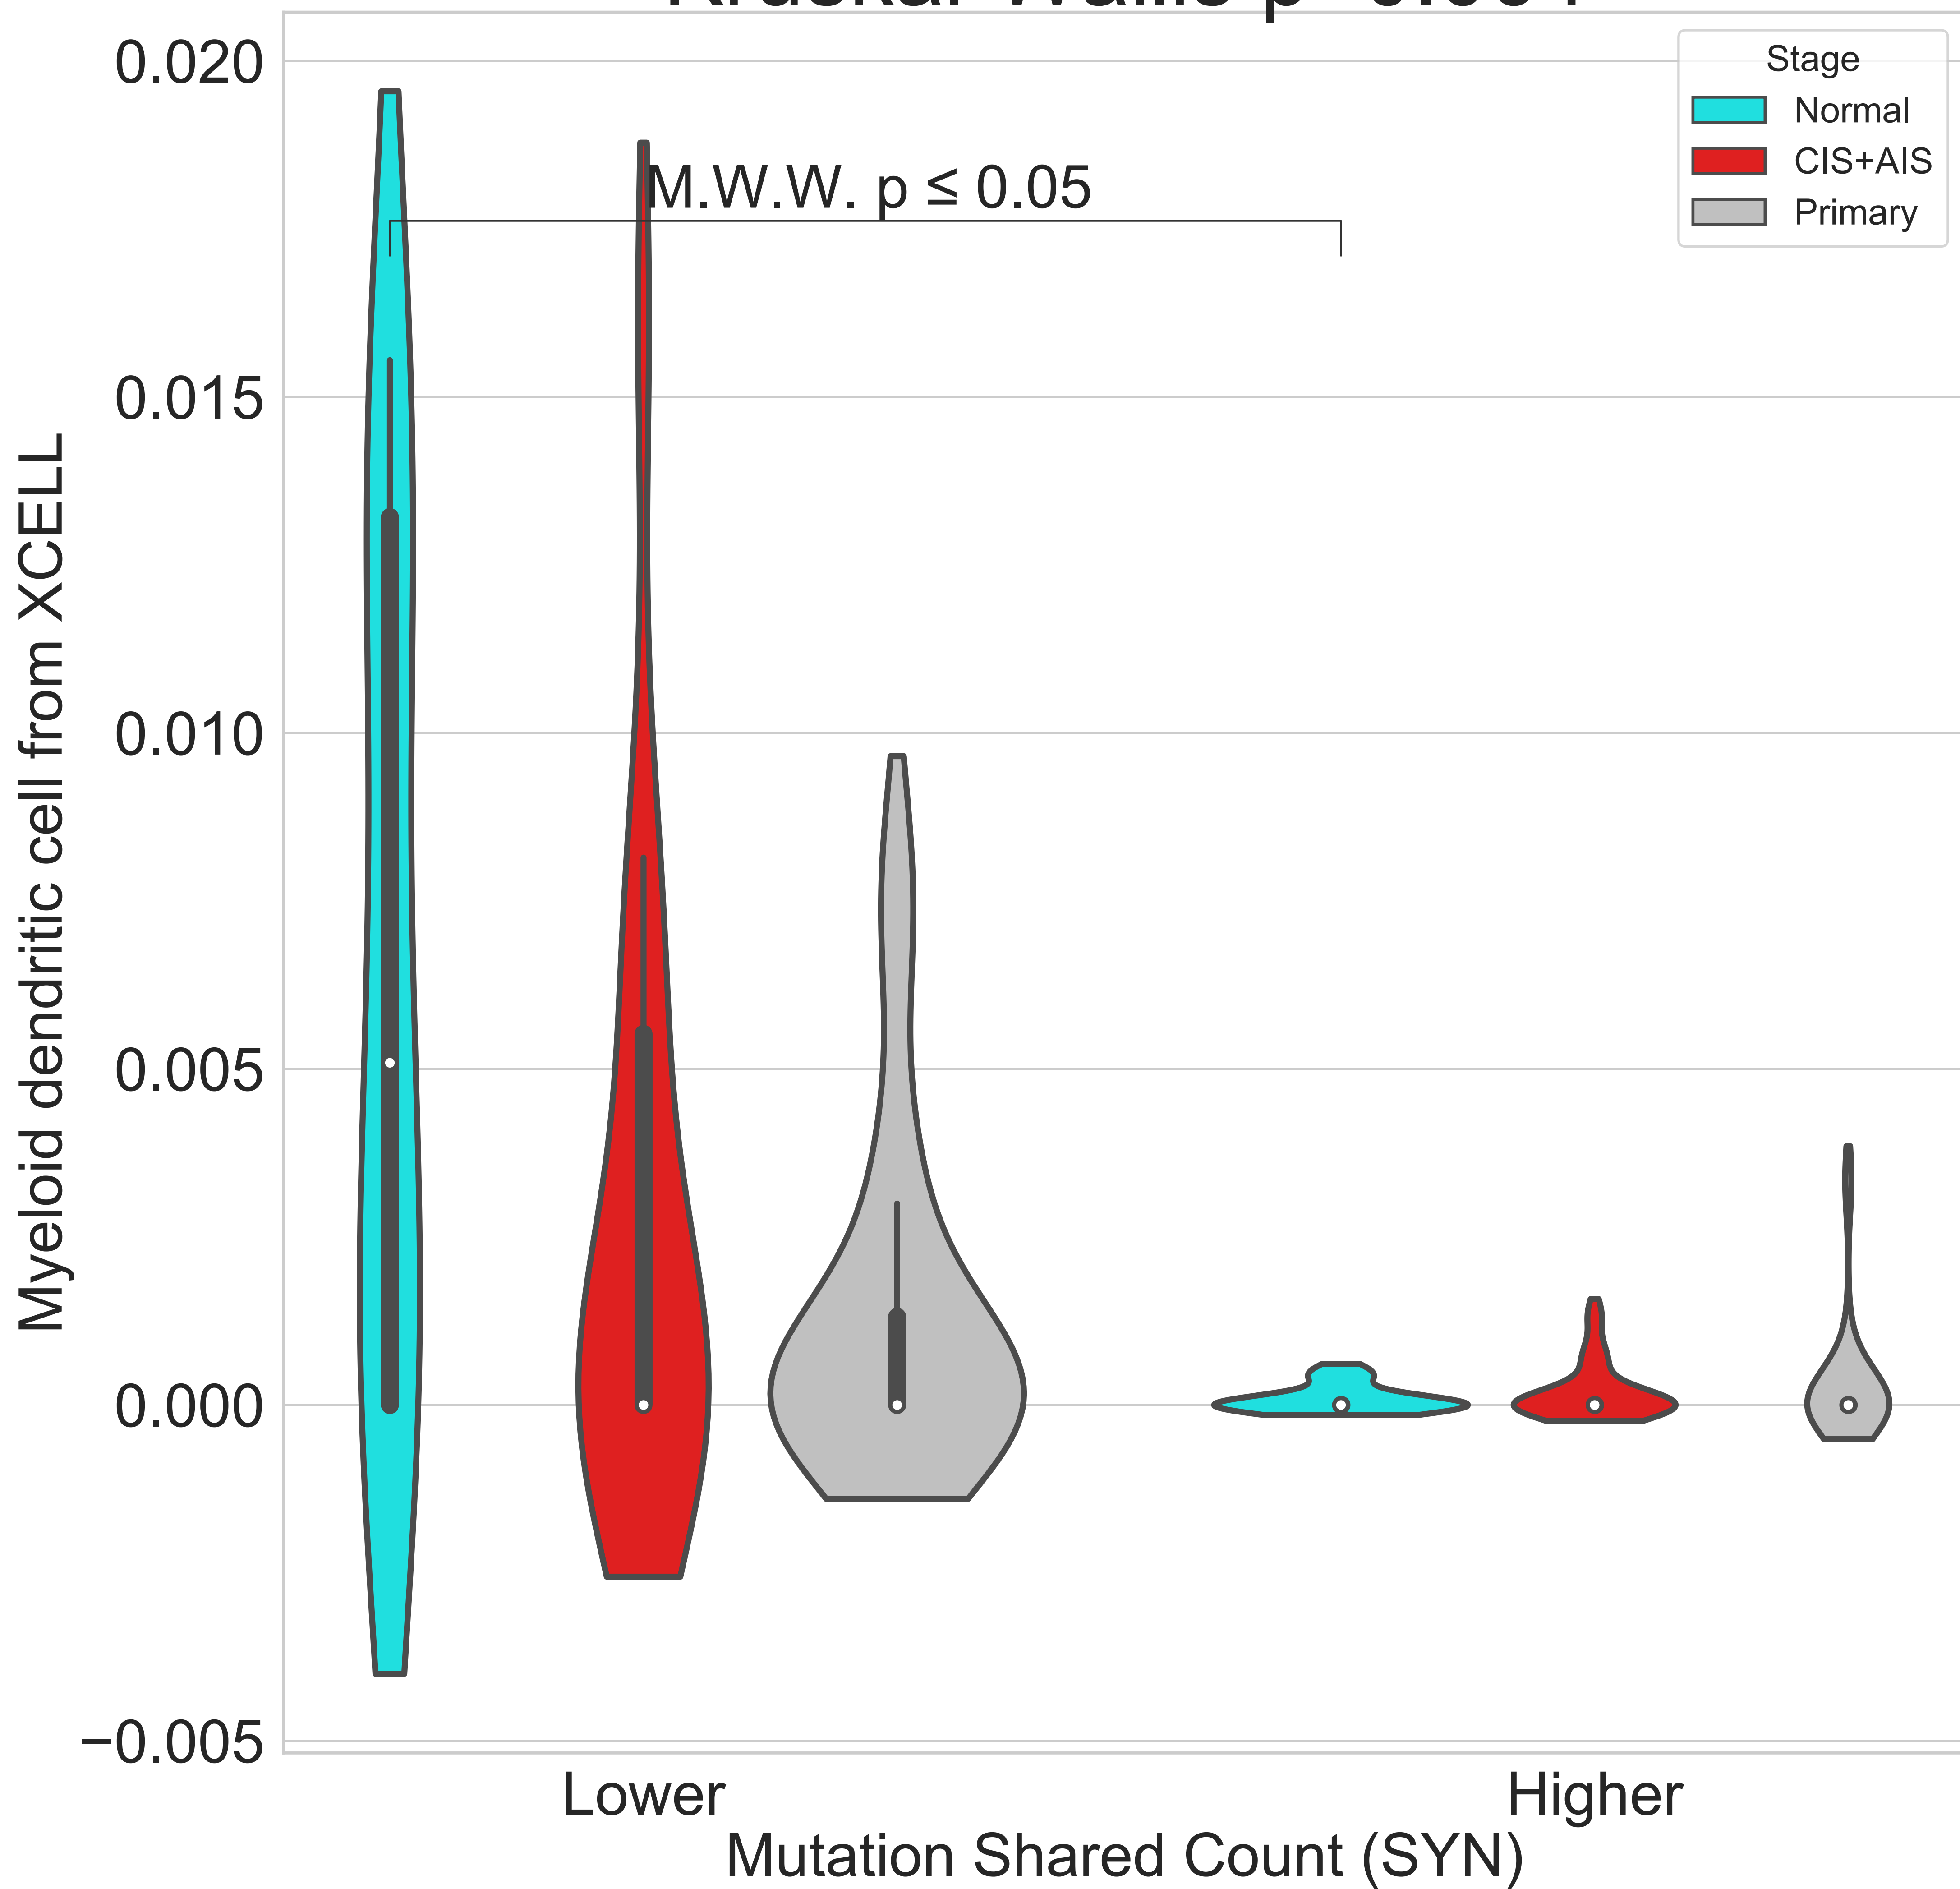 0.020
0.015
0.010
0.005
0.000
−0.005
Myeloid dendritic cell from XCELL
M.W.W. p ≤ 0.05
Stage
Normal
CIS+AIS
Primary
Lower
Higher
Mutation Shared Count (SYN)